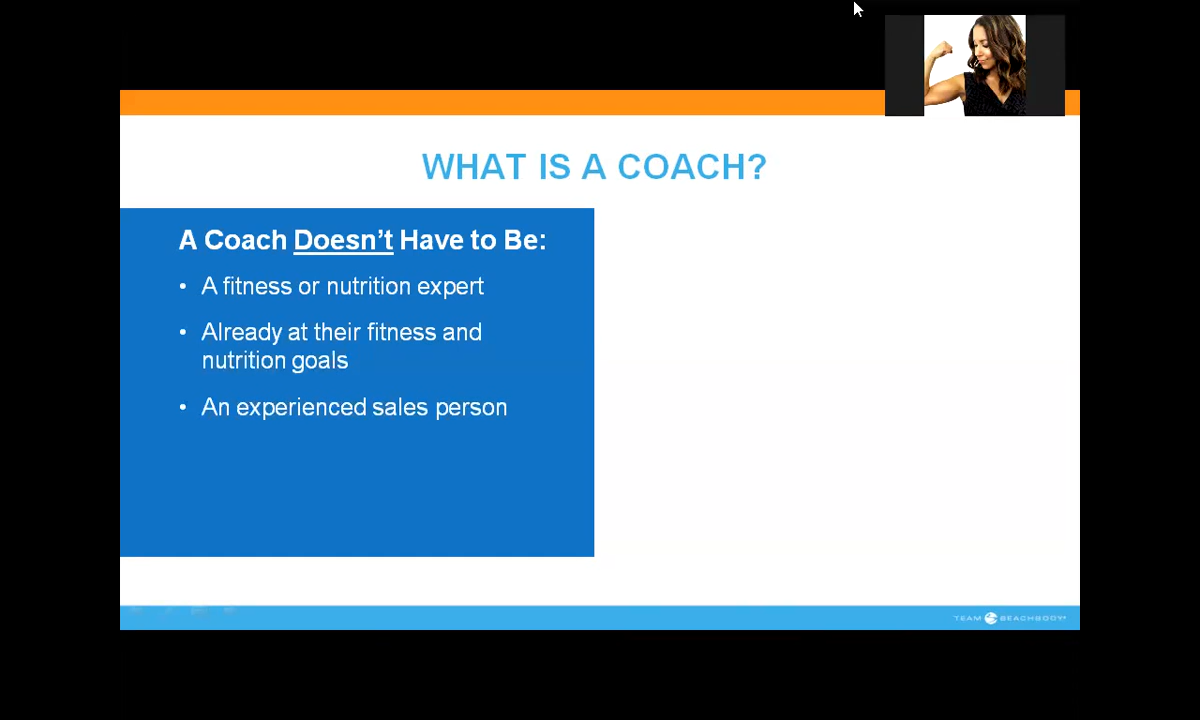 WHAT IS A COACH?
A Coach Doesn't Have to Be:
• A fitness or nutrition expert
• Already at their fitness and
nutrition goals
• An experienced sales person
TEAM BEACHBODY